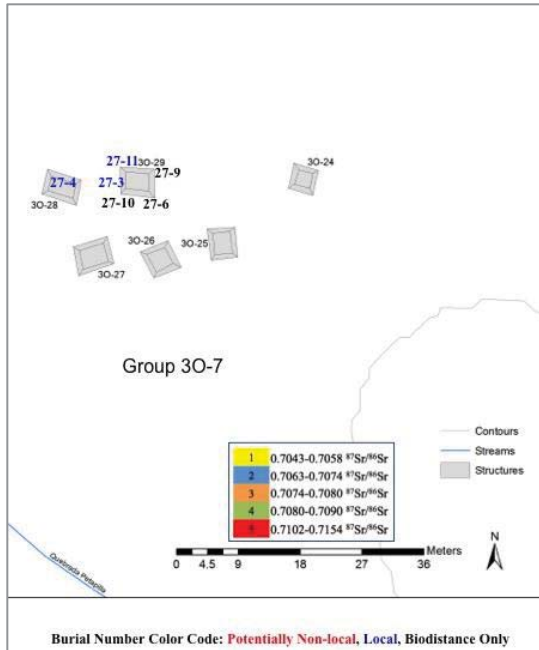 3O-24
27-11 3O-29
27-9
27-4 27-3
27-10 27-6
3O-28
3O-26 3O-25
3O-27
Group 3O-7
Contours
Streams
Structures
1 0.7043-0.7058 ⁸⁷Sr/⁸⁶Sr
2 0.7063-0.7074 ⁸⁷Sr/⁸⁶Sr
3 0.7074-0.7080 ⁸⁷Sr/⁸⁶Sr
4 0.7080-0.7090 ⁸⁷Sr/⁸⁶Sr
0.7102-0.7154 ⁸⁷Sr/⁸⁶Sr
Meters
0 4.5 9 18 27 36
N
Quebrada Petapilla
Burial Number Color Code: Potentially Non-local, Local, Biodistance Only